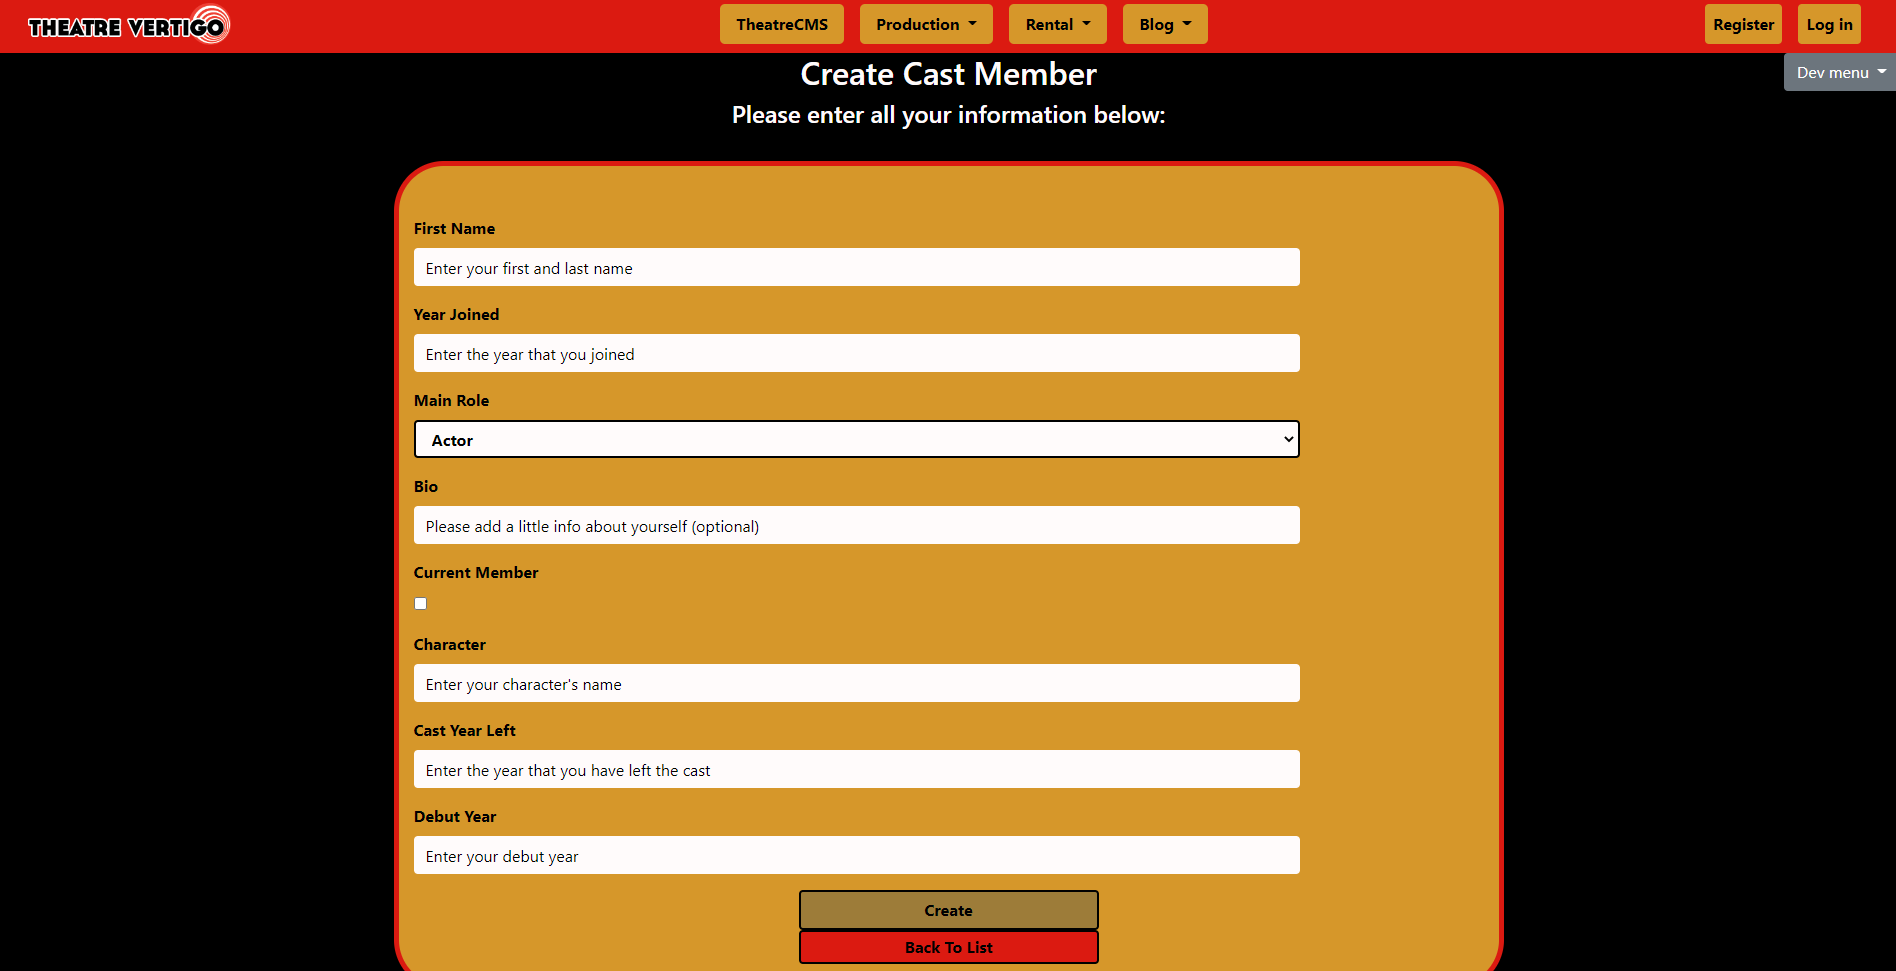 THEATRE VERTIGO
TheatreCMS Production Rental Blog Register Log in
Dev menu
Create Cast Member
Please enter all your information below:
First Name
Enter your first and last name
Year Joined
Enter the year that you joined
Main Role
Actor
Bio
Please add a little info about yourself (optional)
Current Member
Character
Enter your character's name
Cast Year Left
Enter the year that you have left the cast
Debut Year
Enter your debut year
Create
Back To List